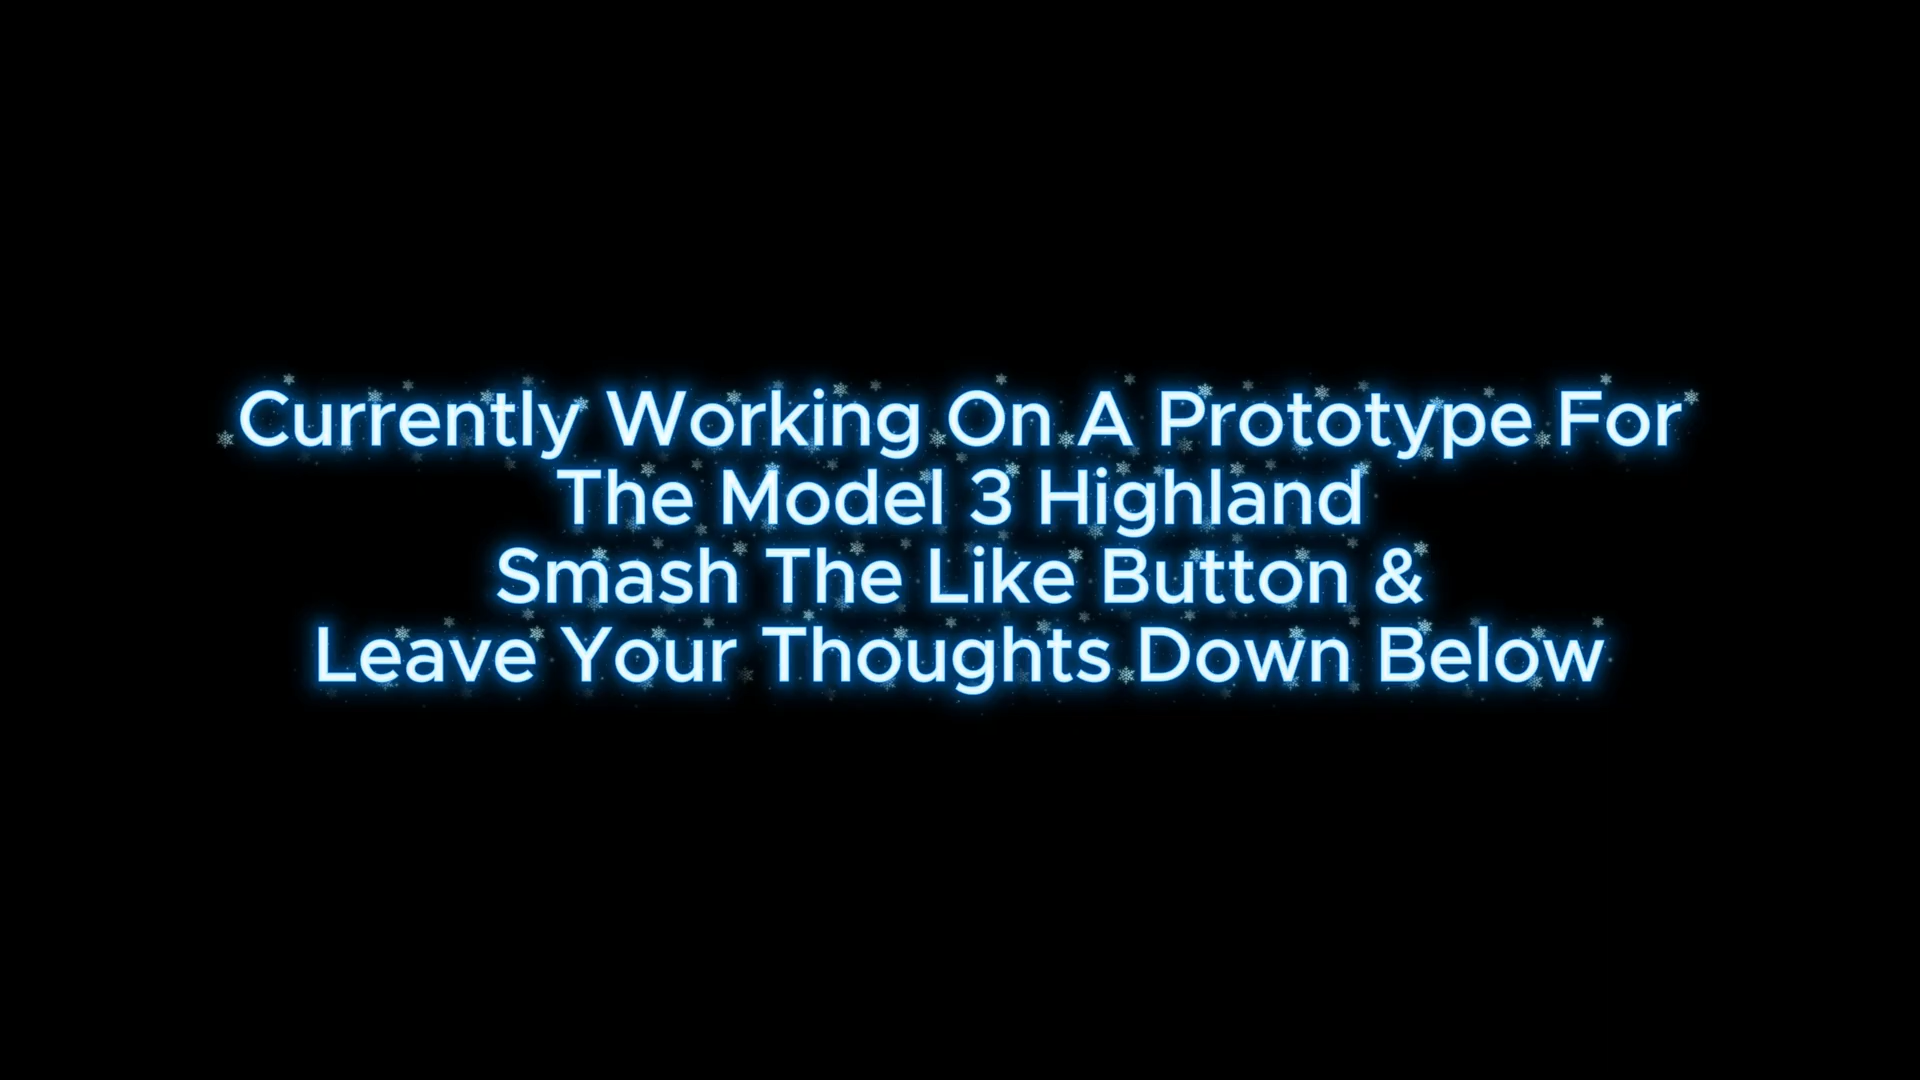 Currently Working On A Prototype For
The Model 3 Highland
Smash The Like Button &
Leave Your Thoughts Down Below